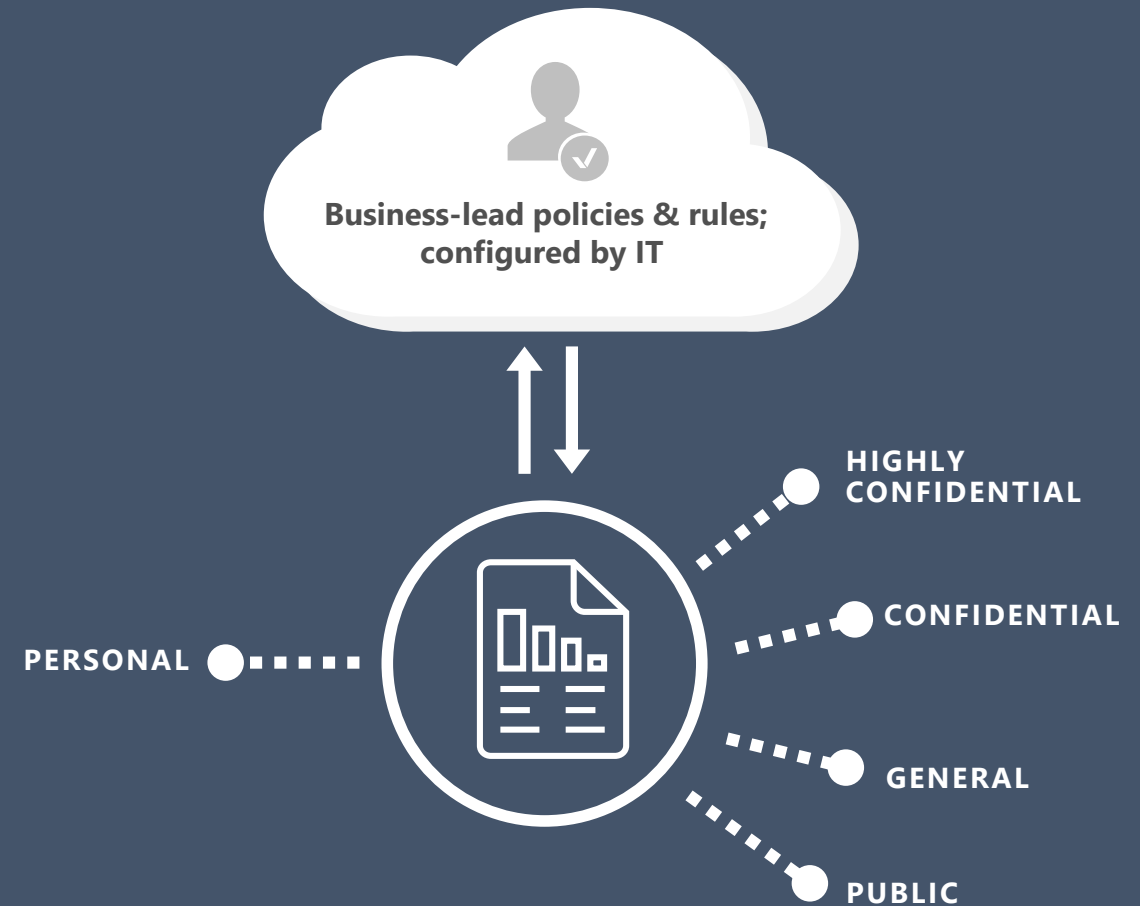 Business-lead policies & rules;
configured by IT
HIGHLY
CONFIDENTIAL
CONFIDENTIAL
PERSONAL
GENERAL
PUBLIC